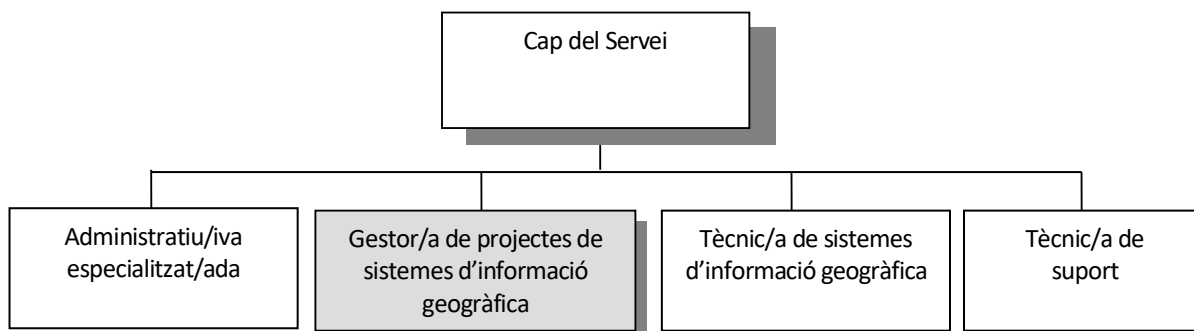 Cap del Servei
Administratiu/iva
especialitzat/ada
Gestor/a de projectes de
sistemes d’informació
geogràfica
Tècnic/a de sistemes
d’informació geogràfica
Tècnic/a de
suport